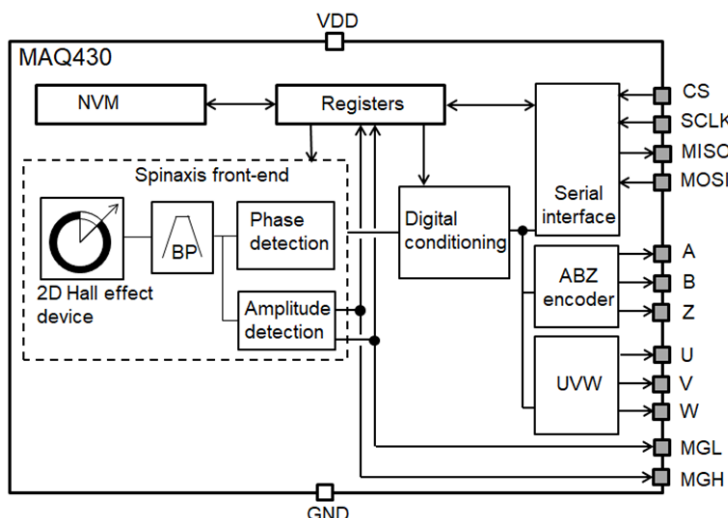 VDD
MAQ430
NVM
Registers
CS
SCLK
MISO
MOSI
Serial
interface
Spinaxis front-end
Phase
detection
BP
2D Hall effect
device
Amplitude
detection
Digital
conditioning
ABZ
encoder
A
B
Z
UVW
U
V
W
MGL
MGH
GND